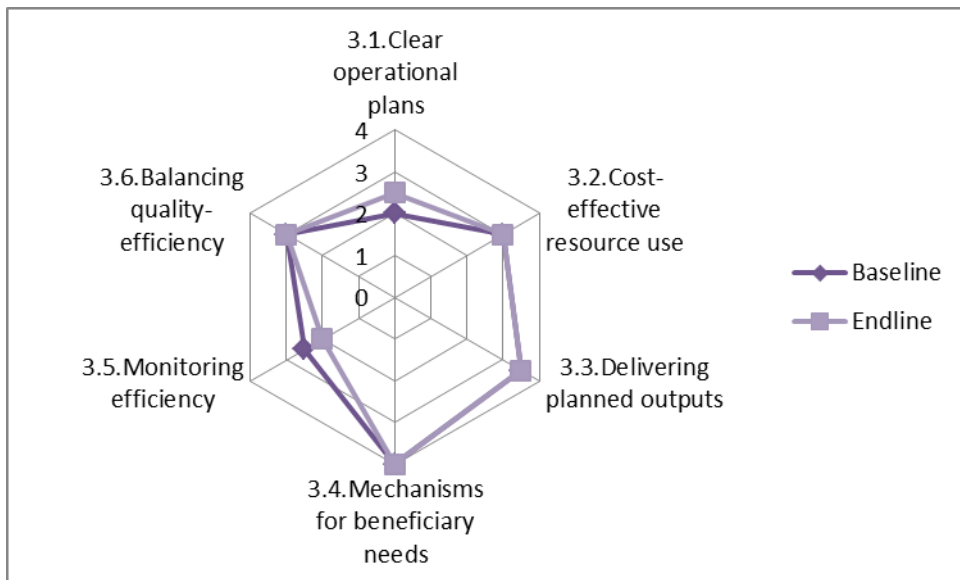 3.1.Clear
operational
plans
4
3
2
1
0
3.2.Cost-
effective
resource use
3.3.Delivering
planned outputs
3.4.Mechanisms
for beneficiary
needs
3.5.Monitoring
efficiency
3.6.Balancing
quality-
efficiency
Baseline
Endline